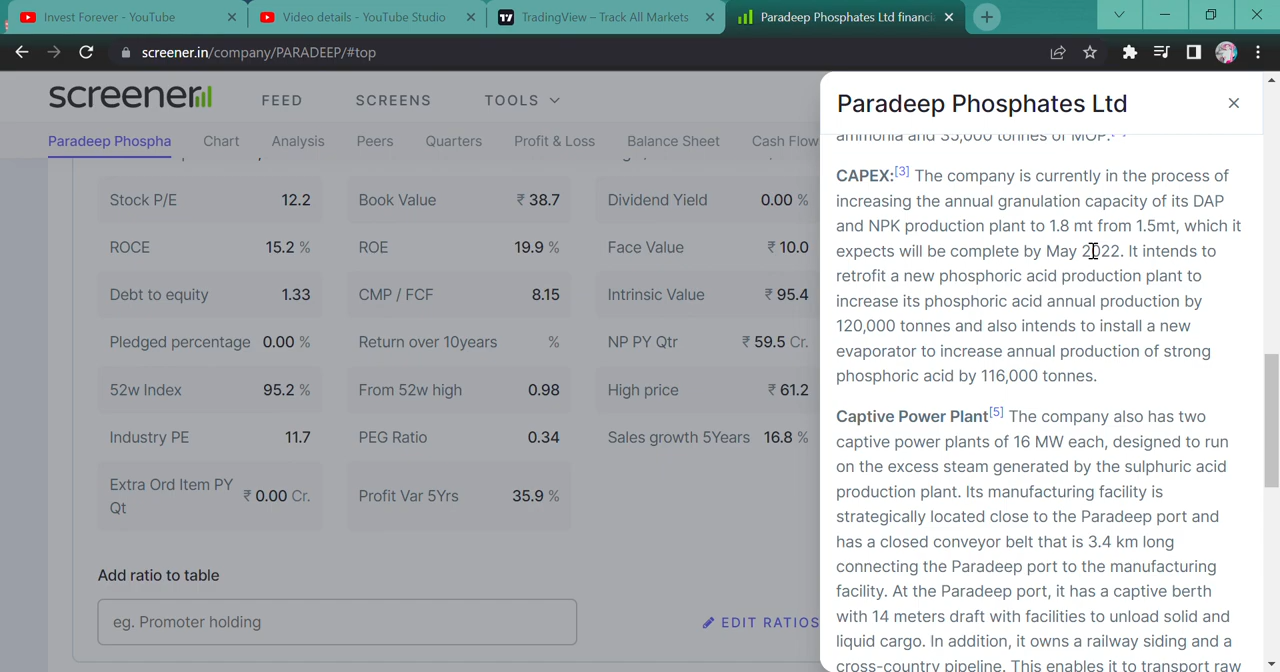 Invest Forever - YouTube
Video details - YouTube Studio
TradingView – Track All Markets
Paradeep Phosphates Ltd financi
screener.in/company/PARADEEP/#top
screener
FEED
SCREENS
TOOLS
Paradeep Phospha
Chart
Analysis
Peers
Quarters
Profit & Loss
Balance Sheet
Cash Flow
Stock P/E 12.2
Book Value ₹ 38.7
Dividend Yield 0.00 %
ROCE 15.2 %
ROE 19.9 %
Face Value ₹ 10.0
Debt to equity 1.33
CMP / FCF 8.15
Intrinsic Value ₹ 95.4
Pledged percentage 0.00 %
Return over 10years %
NP PY Qtr ₹ 59.5 Cr.
52w Index 95.2 %
From 52w high 0.98
High price ₹ 61.2
Industry PE 11.7
PEG Ratio 0.34
Sales growth 5Years 16.8 %
Extra Ord Item PY
Qt ₹ 0.00 Cr.
Profit Var 5Yrs 35.9 %
Add ratio to table
eg. Promoter holding
EDIT RATIOS
Paradeep Phosphates Ltd
ammonia and 35,000 tonnes of MOP.
CAPEX:[3] The company is currently in the process of
increasing the annual granulation capacity of its DAP
and NPK production plant to 1.8 mt from 1.5mt, which it
expects will be complete by May 2022. It intends to
retrofit a new phosphoric acid production plant to
increase its phosphoric acid annual production by
120,000 tonnes and also intends to install a new
evaporator to increase annual production of strong
phosphoric acid by 116,000 tonnes.
Captive Power Plant[5] The company also has two
captive power plants of 16 MW each, designed to run
on the excess steam generated by the sulphuric acid
production plant. Its manufacturing facility is
strategically located close to the Paradeep port and
has a closed conveyor belt that is 3.4 km long
connecting the Paradeep port to the manufacturing
facility. At the Paradeep port, it has a captive berth
with 14 meters draft with facilities to unload solid and
liquid cargo. In addition, it owns a railway siding and a
cross-country pipeline. This enables it to transport raw